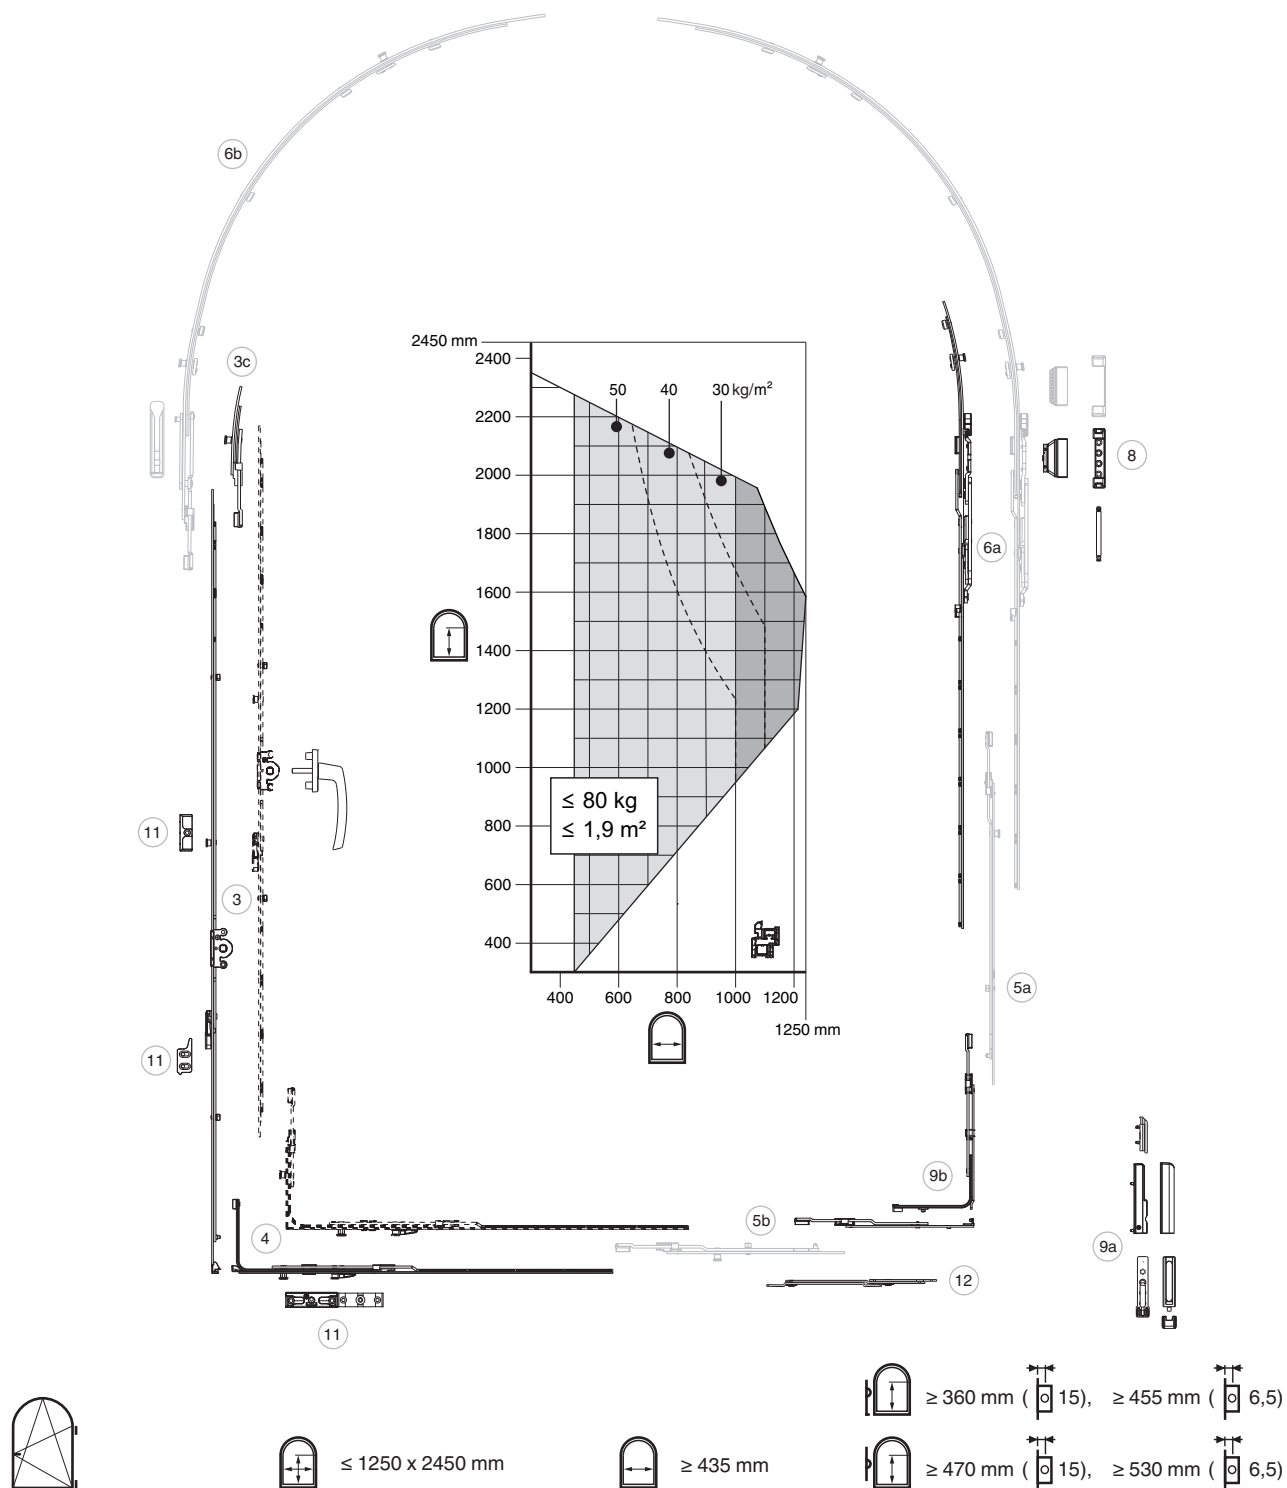 6b
3c
2450 mm
2400
50
40
30 kg/m²
2200
8
2000
1800
6a
1600
1400
1200
1000
≤ 80 kg
≤ 1,9 m²
800
11
3
600
400
400
600
800
1000
1200
5a
1250 mm
11
9b
5b
4
9a
12
11
≥ 360 mm ( 15), ≥ 455 mm ( 6,5)
≤ 1250 x 2450 mm
≥ 435 mm
≥ 470 mm ( 15), ≥ 530 mm ( 6,5)